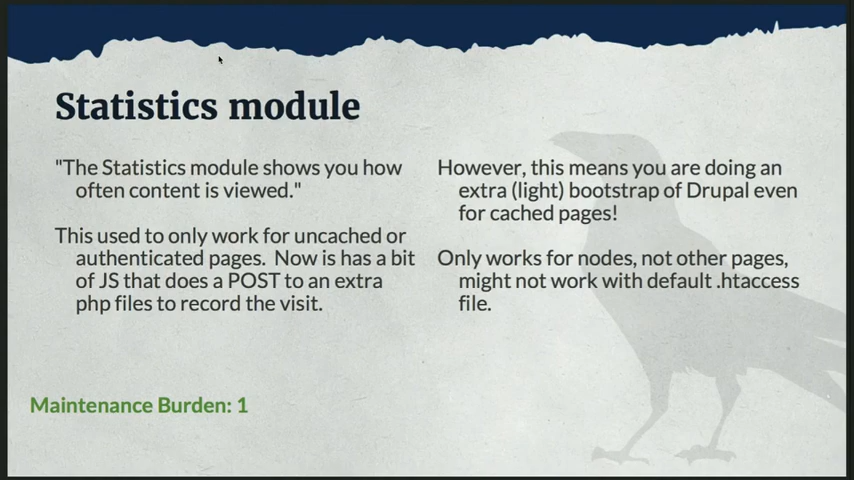 Statistics module
"The Statistics module shows you how
often content is viewed."
This used to only work for uncached or
authenticated pages. Now is has a bit
of JS that does a POST to an extra
php files to record the visit.
However, this means you are doing an
extra (light) bootstrap of Drupal even
for cached pages!
Only works for nodes, not other pages,
might not work with default .htaccess
file.
Maintenance Burden: 1